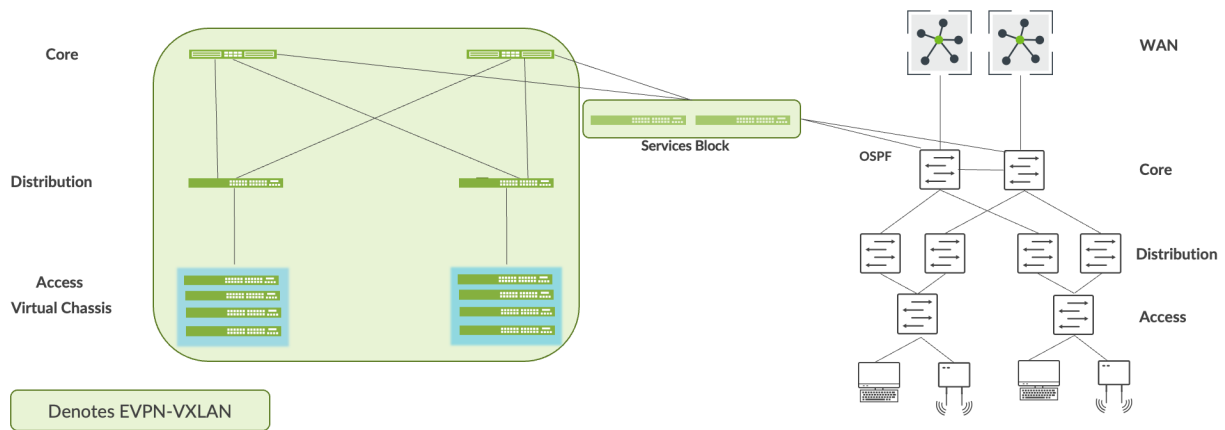 Core
WAN
Services Block
OSPF
Core
Distribution
Distribution
Access
Virtual Chassis
Access
Denotes EVPN-VXLAN